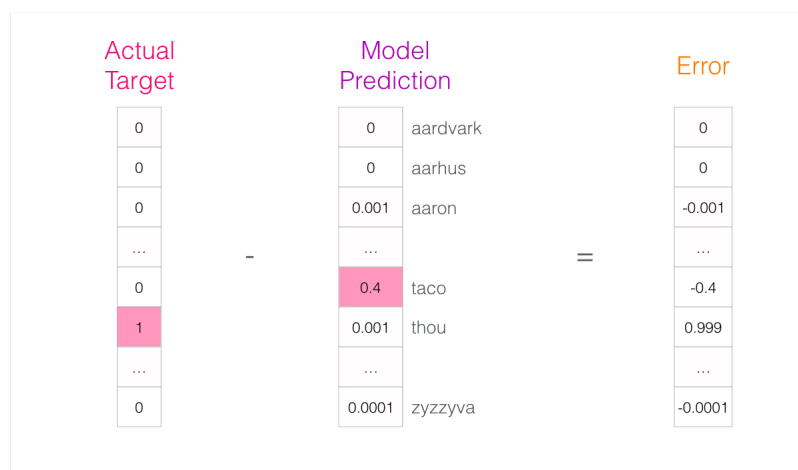 Actual
Target
Model
Prediction
Error
0 0 aardvark 0
0 0 aarhus 0
0 0.001 aaron -0.001
... ... ...
- =
0 0.4 taco -0.4
1 0.001 thou 0.999
... ... ...
0 0.0001 zyzzyva -0.0001